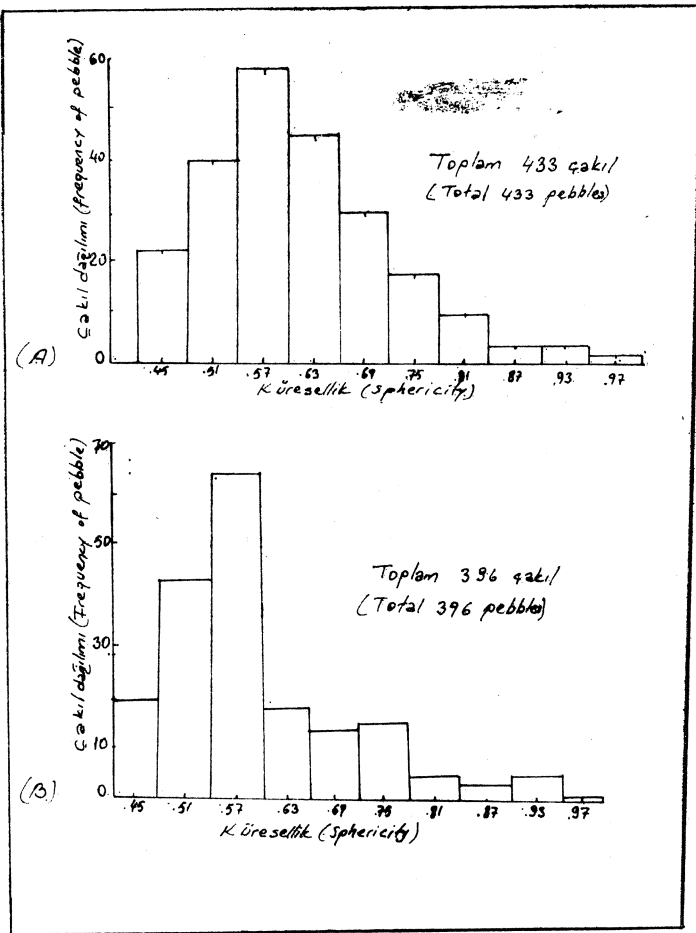 60
40
20
0
Çakıl dağılımı (frequency of pebble)
Toplam 433 çakıl
(Total 433 pebbles)
(A)
.45 .51 .57 .63 .69 .75 .81 .87 .93 .97
Küresellik (Sphericity)
70
50
30
10
0
Çakıl dağılımı (Frequency of pebble)
Toplam 396 çakıl
(Total 396 pebbles)
(B)
.45 .51 .57 .63 .69 .75 .81 .87 .93 .97
Küresellik (Sphericity)